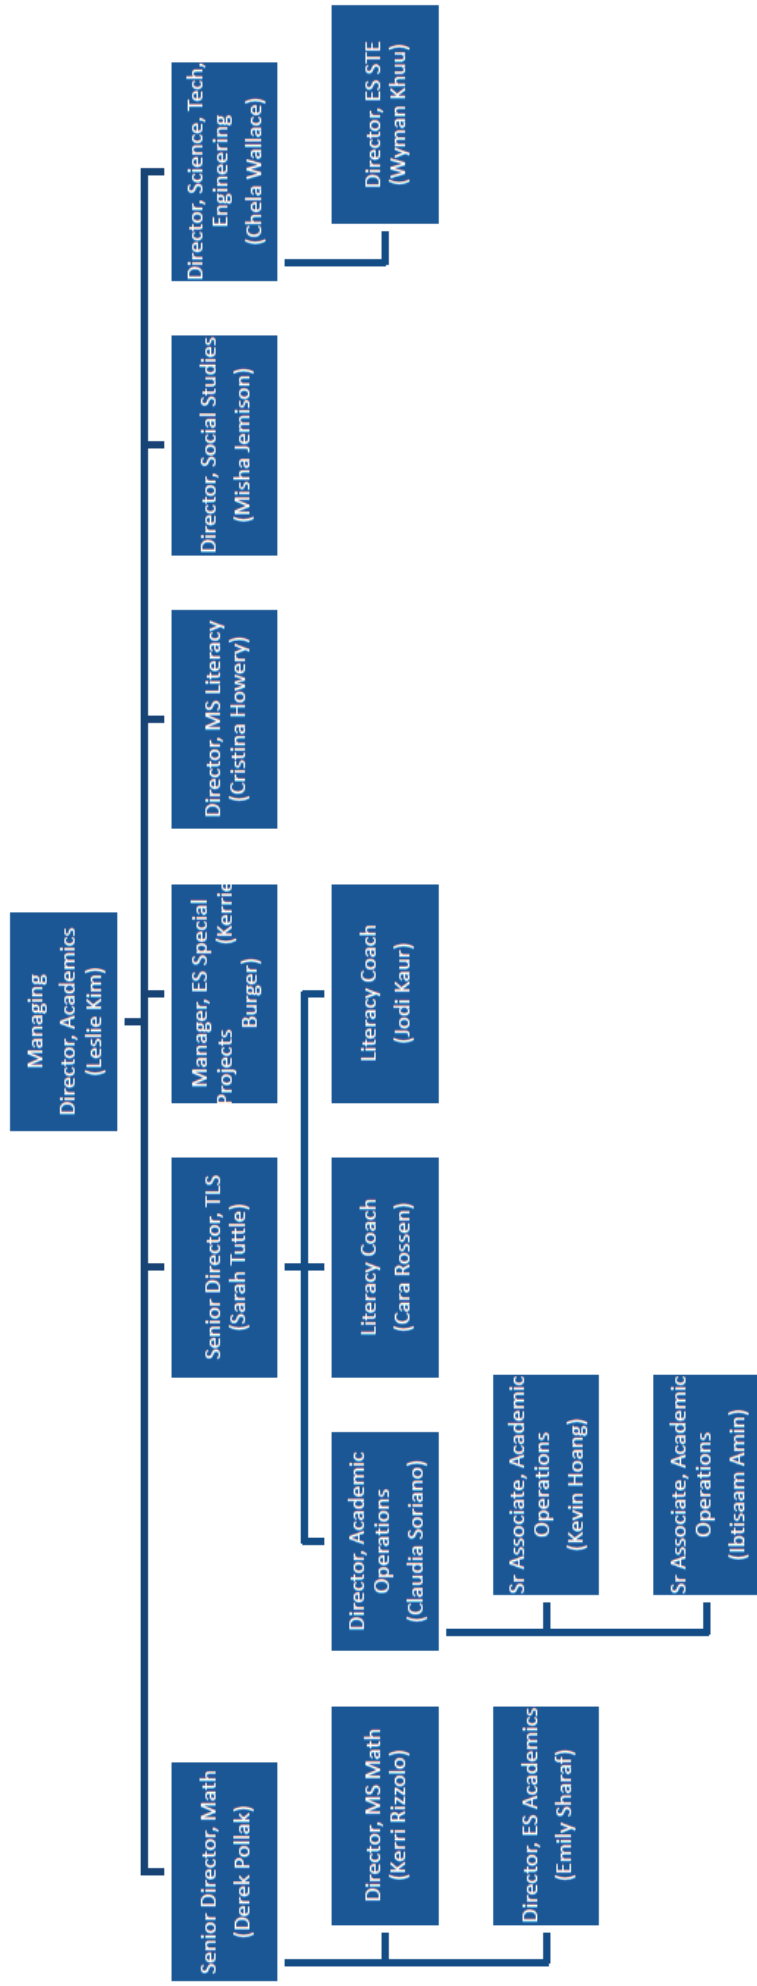 Managing
Director, Academics
(Leslie Kim)
Senior Director, Math
(Derek Pollak)
Director, MS Math
(Kerri Rizzolo)
Director, ES Academics
(Emily Sharaf)
Senior Director, TLS
(Sarah Tuttle)
Director, Academic
Operations
(Claudia Soriano)
Sr Associate, Academic
Operations
(Kevin Hoang)
Sr Associate, Academic
Operations
(Ibtisaam Amin)
Literacy Coach
(Cara Rossen)
Literacy Coach
(Jodi Kaur)
Manager, ES Special
Projects (Kerrie
Burger)
Director, MS Literacy
(Cristina Howery)
Director, Social Studies
(Misha Jemison)
Director, Science, Tech,
Engineering
(Chela Wallace)
Director, ES STE
(Wyman Khuu)